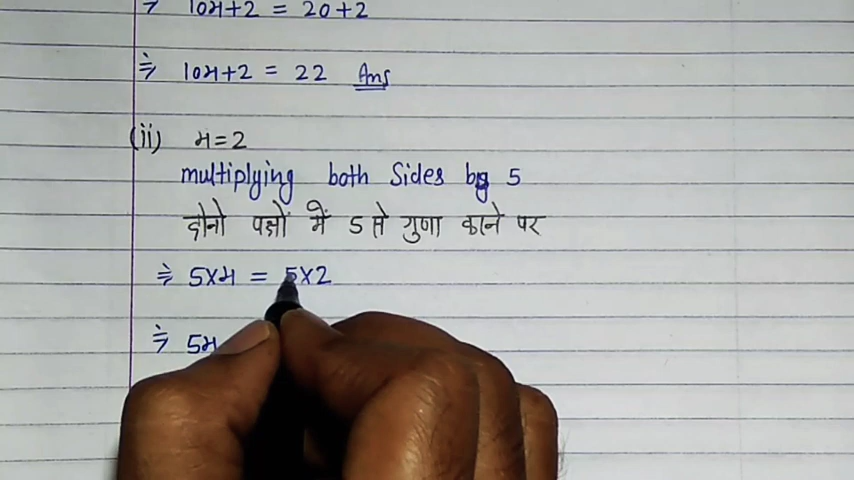 ⇒ 10x+2 = 20+2
⇒ 10x+2 = 22 Ans
(ii) x=2
multiplying both Sides by 5
दोनो पक्षों में 5 से गुणा करने पर
⇒ 5×x = 5×2
⇒ 5x